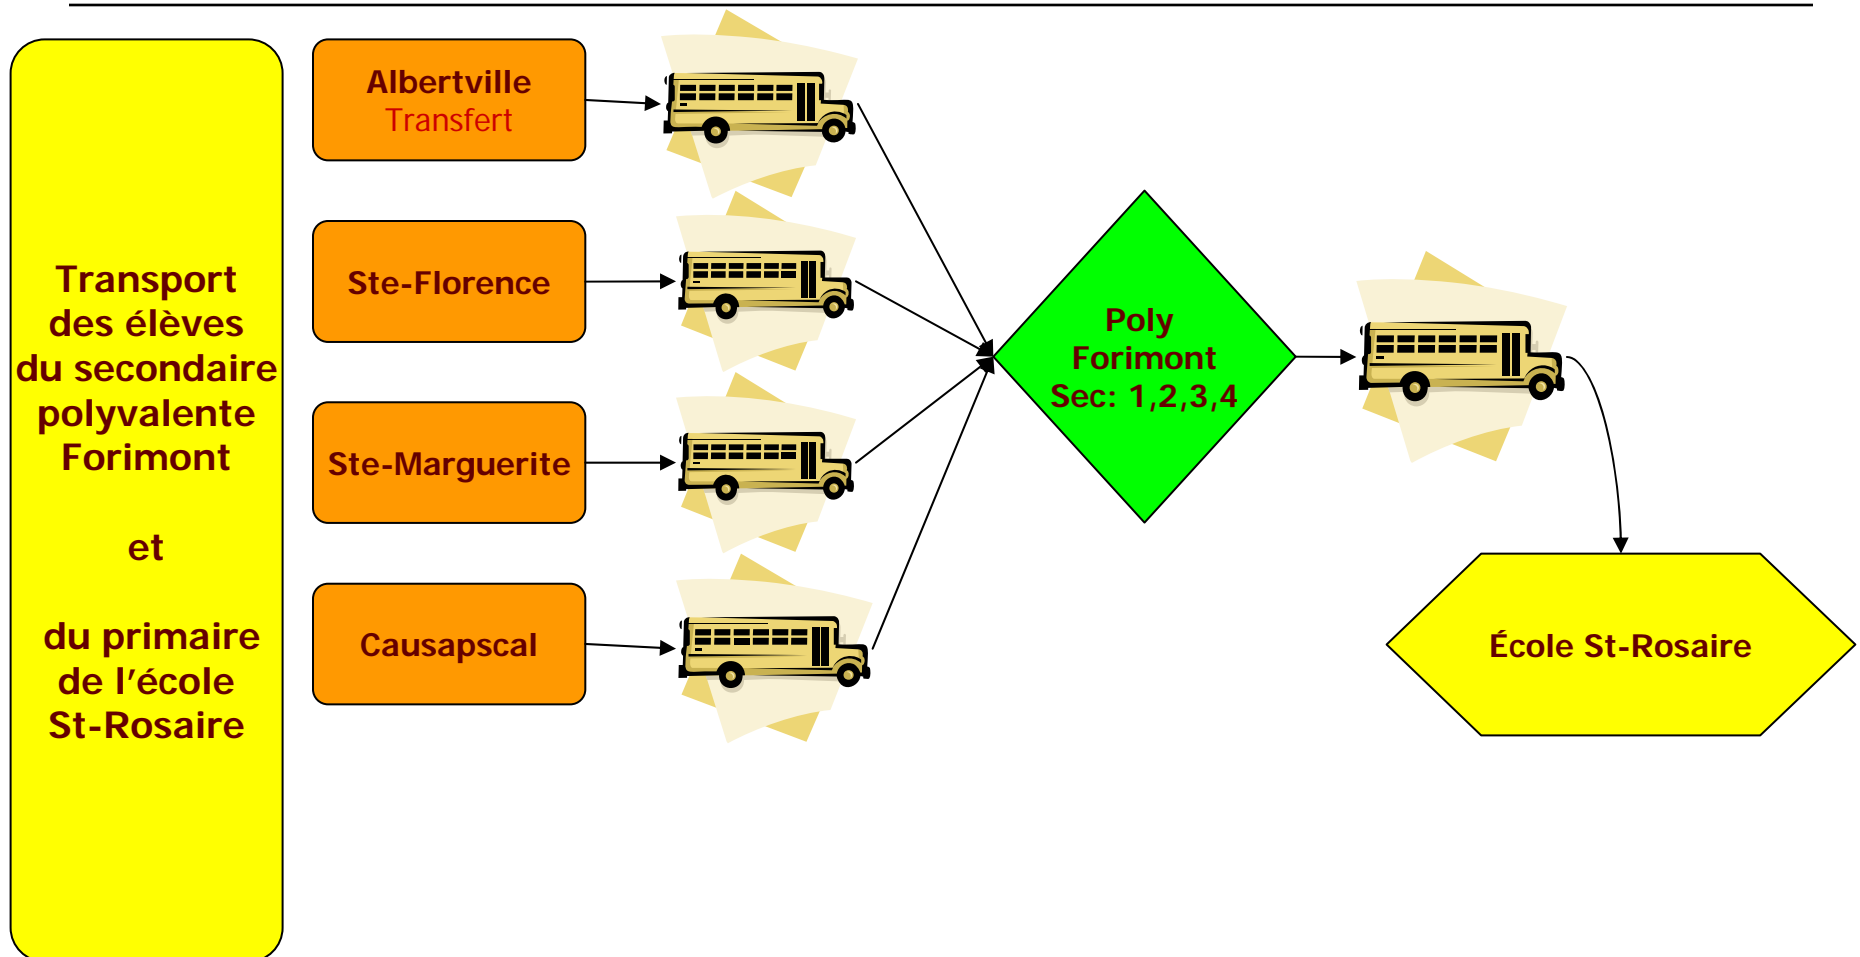 Transport
des élèves
du secondaire
polyvalente
Forimont
et
du primaire
de l'école
St-Rosaire
Albertville
Transfert
Ste-Florence
Ste-Marguerite
Causapscal
Poly
Forimont
Sec: 1,2,3,4
École St-Rosaire